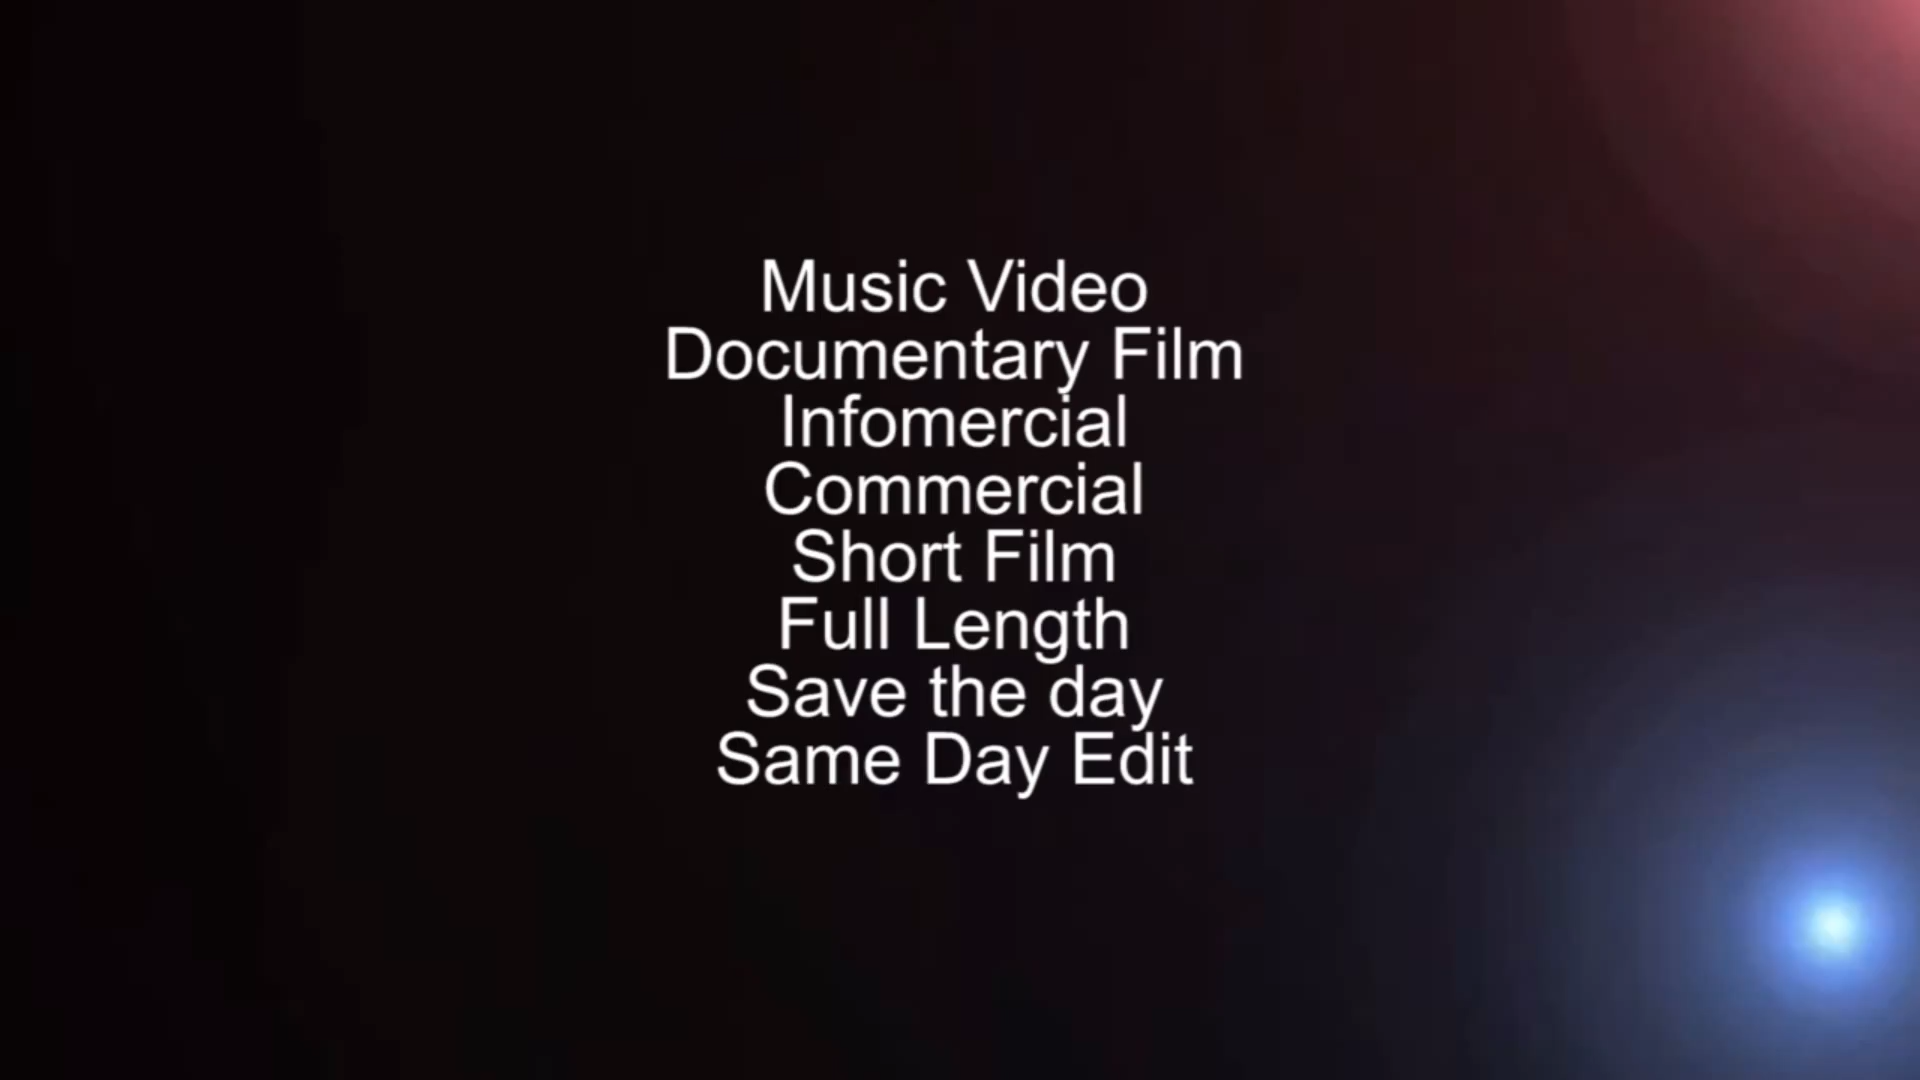 Music Video
Documentary Film
Infomercial
Commercial
Short Film
Full Length
Save the day
Same Day Edit